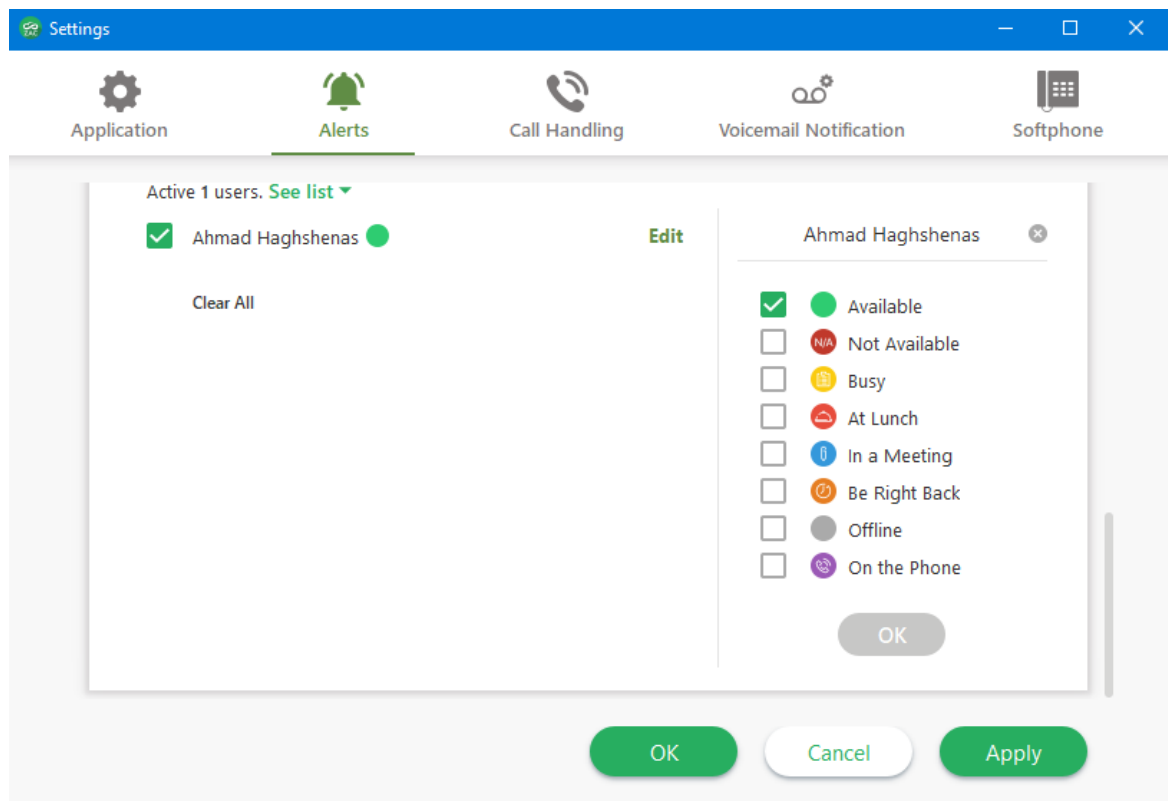 Settings
Application
Alerts
Call Handling
Voicemail Notification
Softphone
Active 1 users. See list
Ahmad Haghshenas
Edit
Clear All
Ahmad Haghshenas
Available
N/A Not Available
Busy
At Lunch
In a Meeting
Be Right Back
Offline
On the Phone
OK
OK
Cancel
Apply